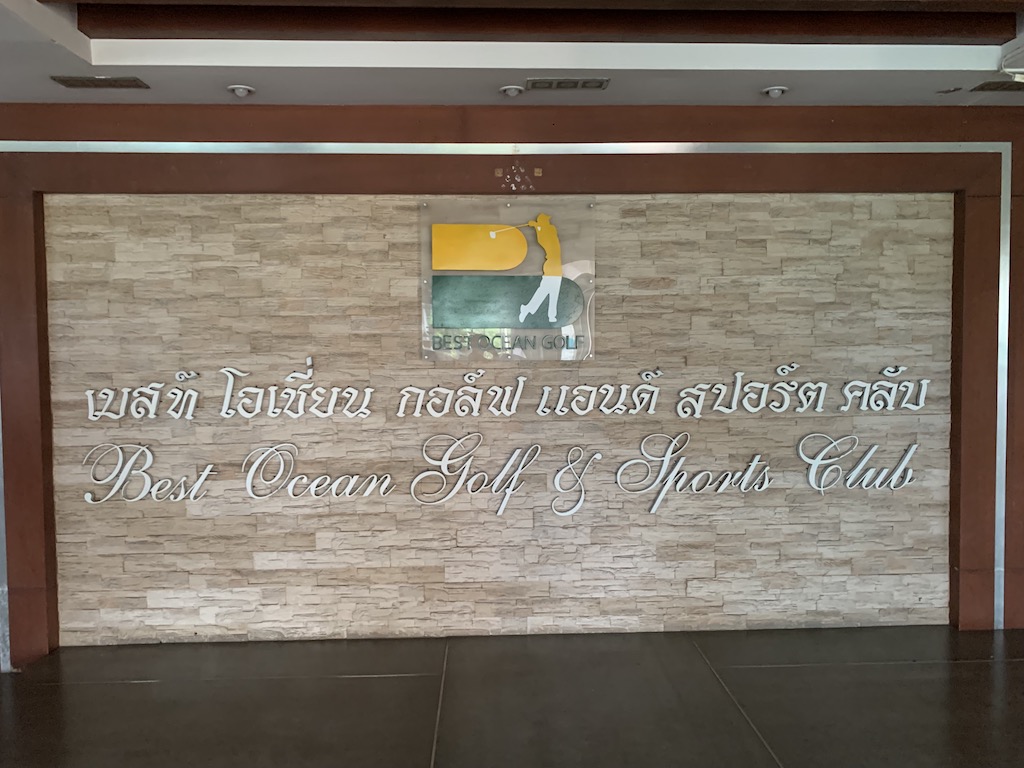 BEST OCEAN GOLF
เบสท์ โอเชี่ยน กอล์ฟ แอนด์ สปอร์ต คลับ
Best Ocean Golf & Sports Club